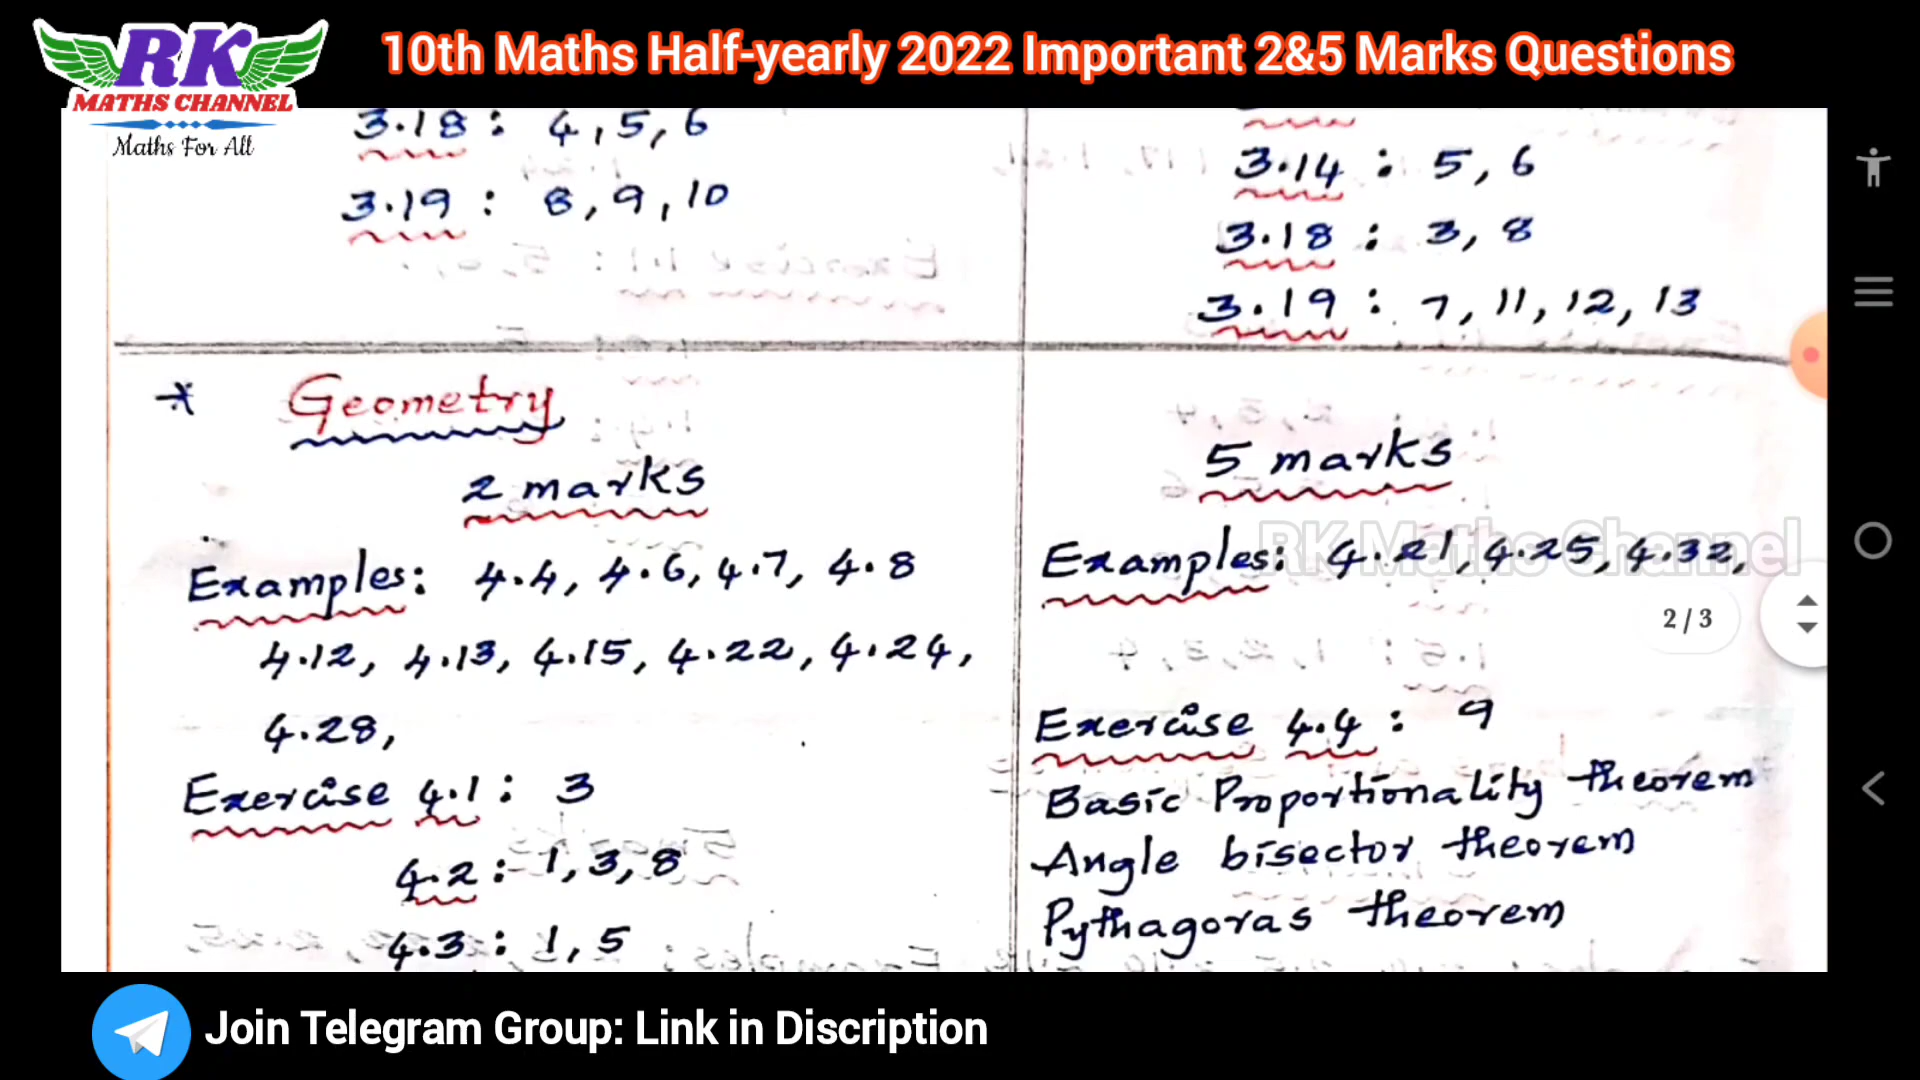 RK
MATHS CHANNEL
Maths For All
10th Maths Half-yearly 2022 Important 2&5 Marks Questions
3.18 : 4, 5, 6
3.19 : 8, 9, 10
3.14 : 5, 6
3.18 : 3, 8
3.19 : 7, 11, 12, 13
* Geometry
2 marks
Examples: 4.4, 4.6, 4.7, 4.8
4.12, 4.13, 4.15, 4.22, 4.24,
4.28,
Exercise 4.1 : 3
4.2 : 1, 3, 8
4.3 : 1, 5
5 marks
RK Maths Channel
Examples: 4.21, 4.25, 4.32,
2/3
Exercise 4.4 : 9
Basic Proportionality theorem
Angle bisector theorem
Pythagoras theorem
Join Telegram Group: Link in Discription